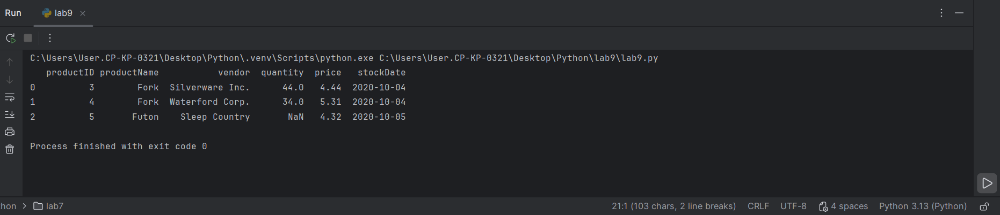 Run lab9
C:\Users\User.CP-KP-0321\Desktop\Python\.venv\Scripts\python.exe C:\Users\User.CP-KP-0321\Desktop\Python\lab9\lab9.py
productID productName vendor quantity price stockDate
0 3 Fork Silverware Inc. 44.0 4.44 2020-10-04
1 4 Fork Waterford Corp. 34.0 5.31 2020-10-04
2 5 Futon Sleep Country NaN 4.32 2020-10-05
Process finished with exit code 0
hon > lab7 21:1 (103 chars, 2 line breaks) CRLF UTF-8 4 spaces Python 3.13 (Python)